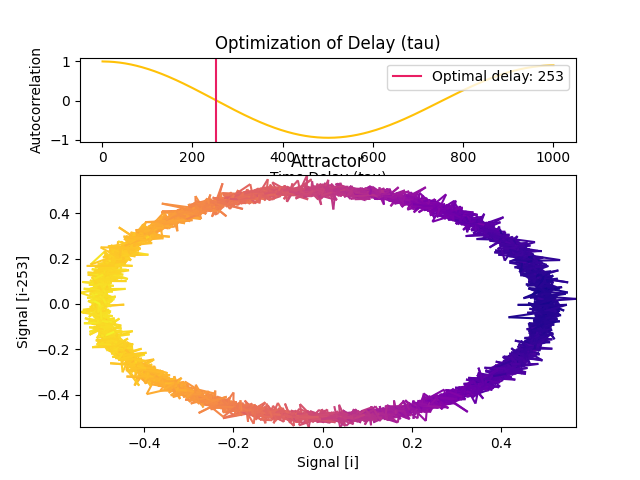 Optimization of Delay (tau)
Autocorrelation
1
0
−1
Optimal delay: 253
0 200 400 600 800 1000
Time Delay (tau)
Attractor
Signal [i-253]
0.4
0.2
0.0
−0.2
−0.4
−0.4 −0.2 0.0 0.2 0.4
Signal [i]